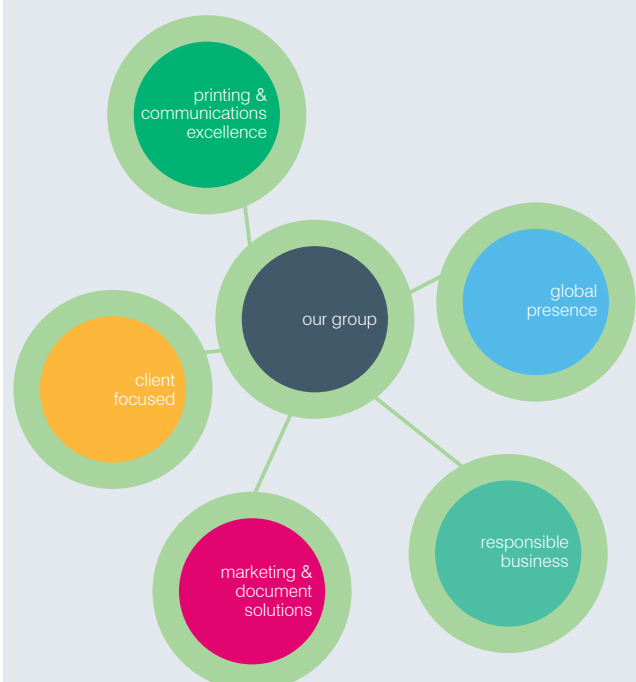 printing &
communications
excellence
global
presence
our group
client
focused
responsible
business
marketing &
document
solutions